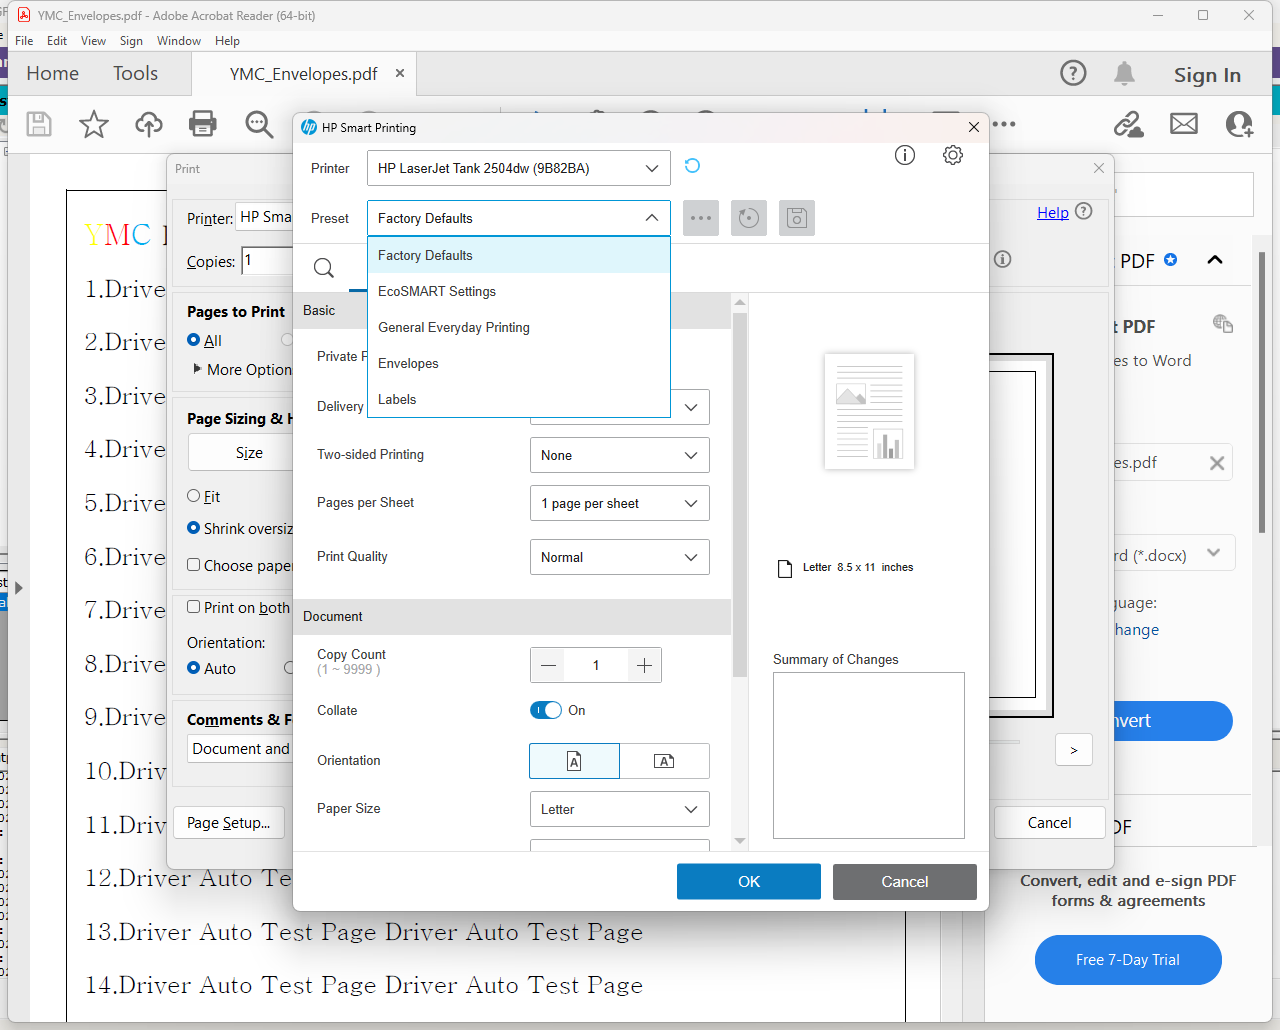 YMC_Envelopes.pdf - Adobe Acrobat Reader (64-bit)
File Edit View Sign Window Help
Home Tools YMC_Envelopes.pdf × Sign In
HP Smart Printing
Print
Printer HP LaserJet Tank 2504dw (9B82BA)
Preset Factory Defaults
Printer: HP Sma
Help
YMC
Copies: 1
Factory Defaults
EcoSMART Settings
General Everyday Printing
Envelopes
Labels
PDF
1.Drive
Pages to Print
Basic
t PDF
2.Drive
All
Private F
es to Word
More Option
3.Drive
Delivery
Page Sizing & H
4.Drive
Size
Two-sided Printing None
es.pdf
5.Drive
Fit
Pages per Sheet 1 page per sheet
Shrink oversiz
6.Drive
Choose pape
Print Quality Normal
rd (*.docx)
Letter 8.5 x 11 inches
7.Drive
Print on both
Document
guage:
hange
Orientation:
8.Drive
Auto
Copy Count
(1 ~ 9999 )
1
Summary of Changes
9.Drive
Comments & F
Collate On
nvert
Document and
10.Driv
Orientation A A
>
Paper Size Letter
11.Driv
Page Setup...
Cancel
DF
12.Driver Auto Te
OK Cancel
Convert, edit and e-sign PDF
forms & agreements
13.Driver Auto Test Page Driver Auto Test Page
Free 7-Day Trial
14.Driver Auto Test Page Driver Auto Test Page